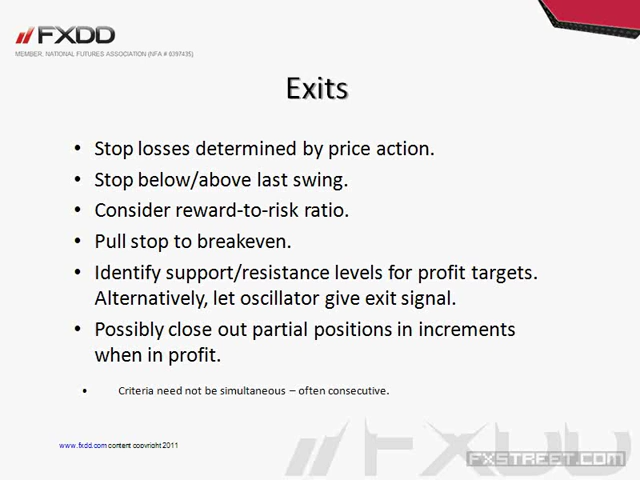 FXDD
MEMBER, NATIONAL FUTURES ASSOCIATION (NFA # 0397435)
Exits
• Stop losses determined by price action.
• Stop below/above last swing.
• Consider reward-to-risk ratio.
• Pull stop to breakeven.
• Identify support/resistance levels for profit targets.
Alternatively, let oscillator give exit signal.
• Possibly close out partial positions in increments
when in profit.
• Criteria need not be simultaneous – often consecutive.
www.fxdd.com content copyright 2011
FXDD
FXSTREET.COM